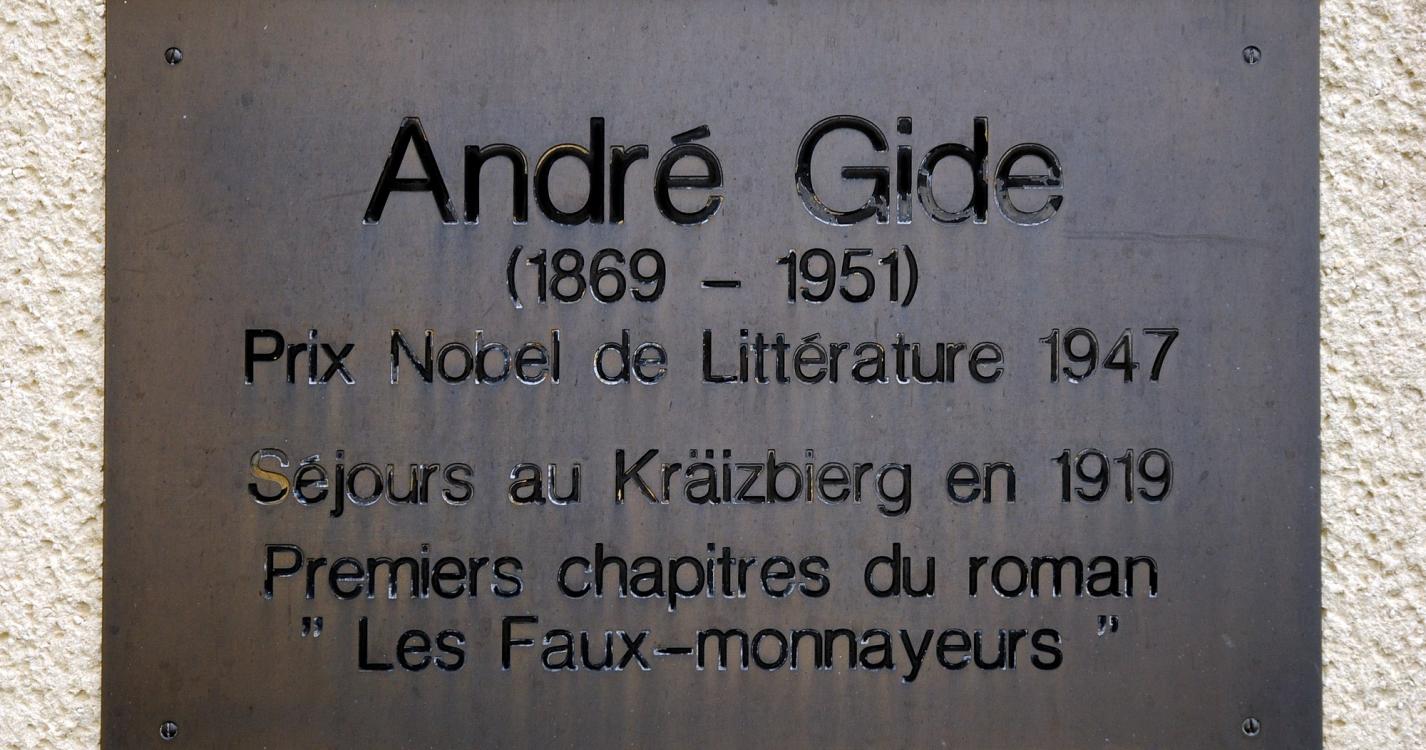 André Gide
(1869 – 1951)
Prix Nobel de Littérature 1947
Séjours au Kräizbierg en 1919
Premiers chapitres du roman
” Les Faux–monnayeurs ”